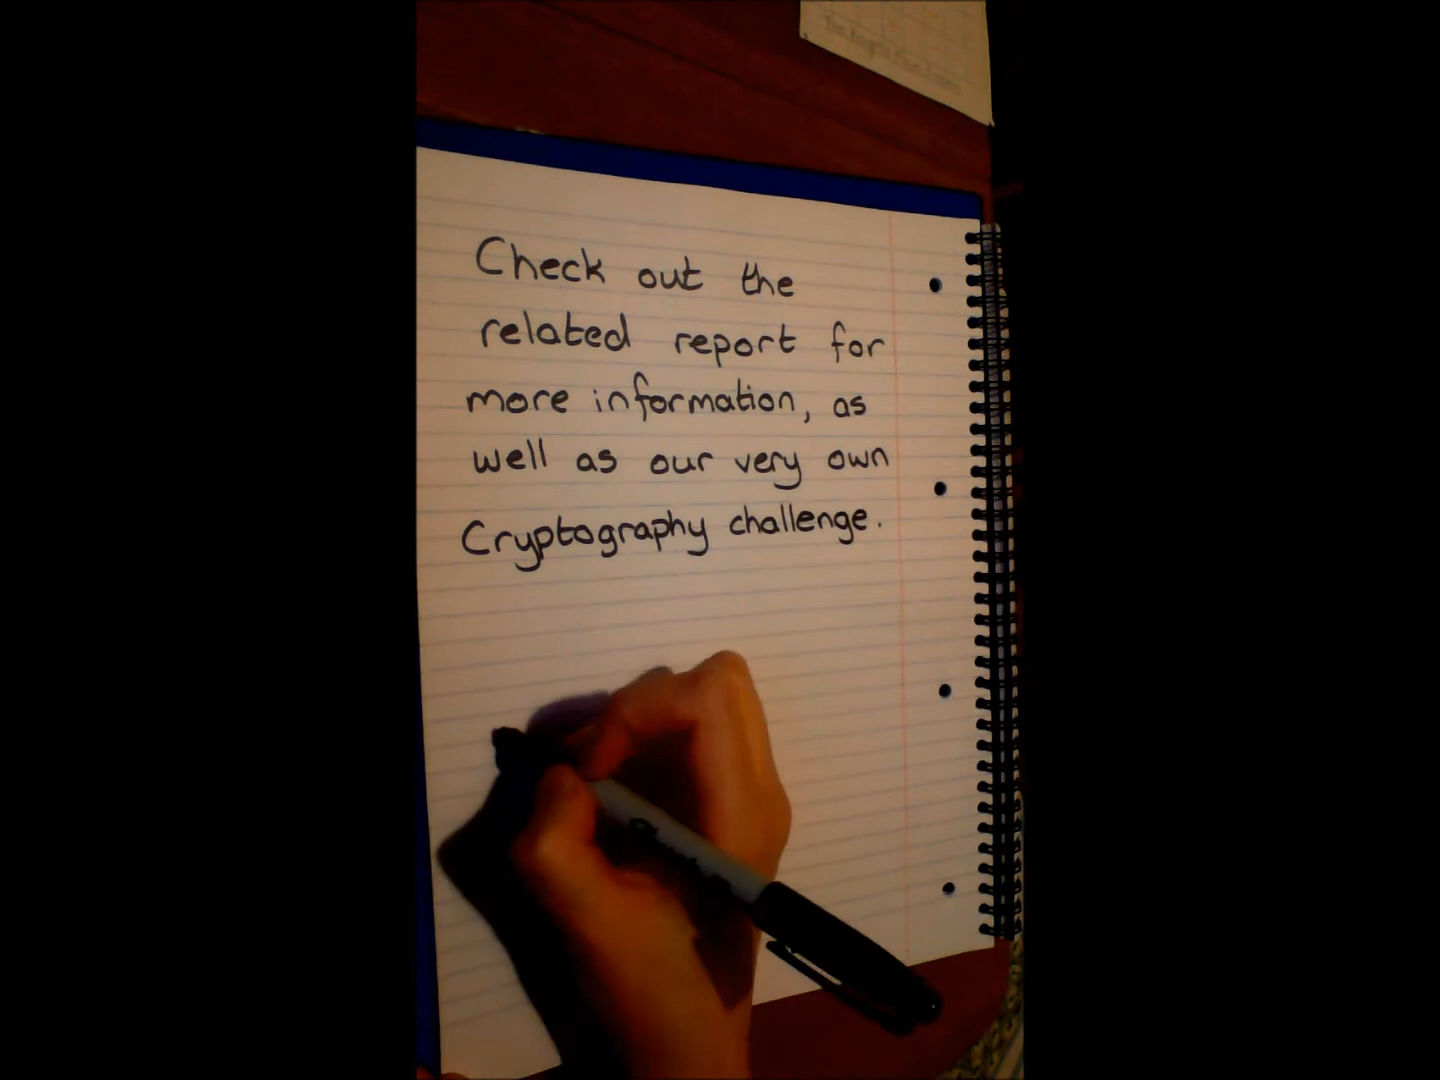 Check out the
related report for
more information, as
well as our very own
Cryptography challenge.